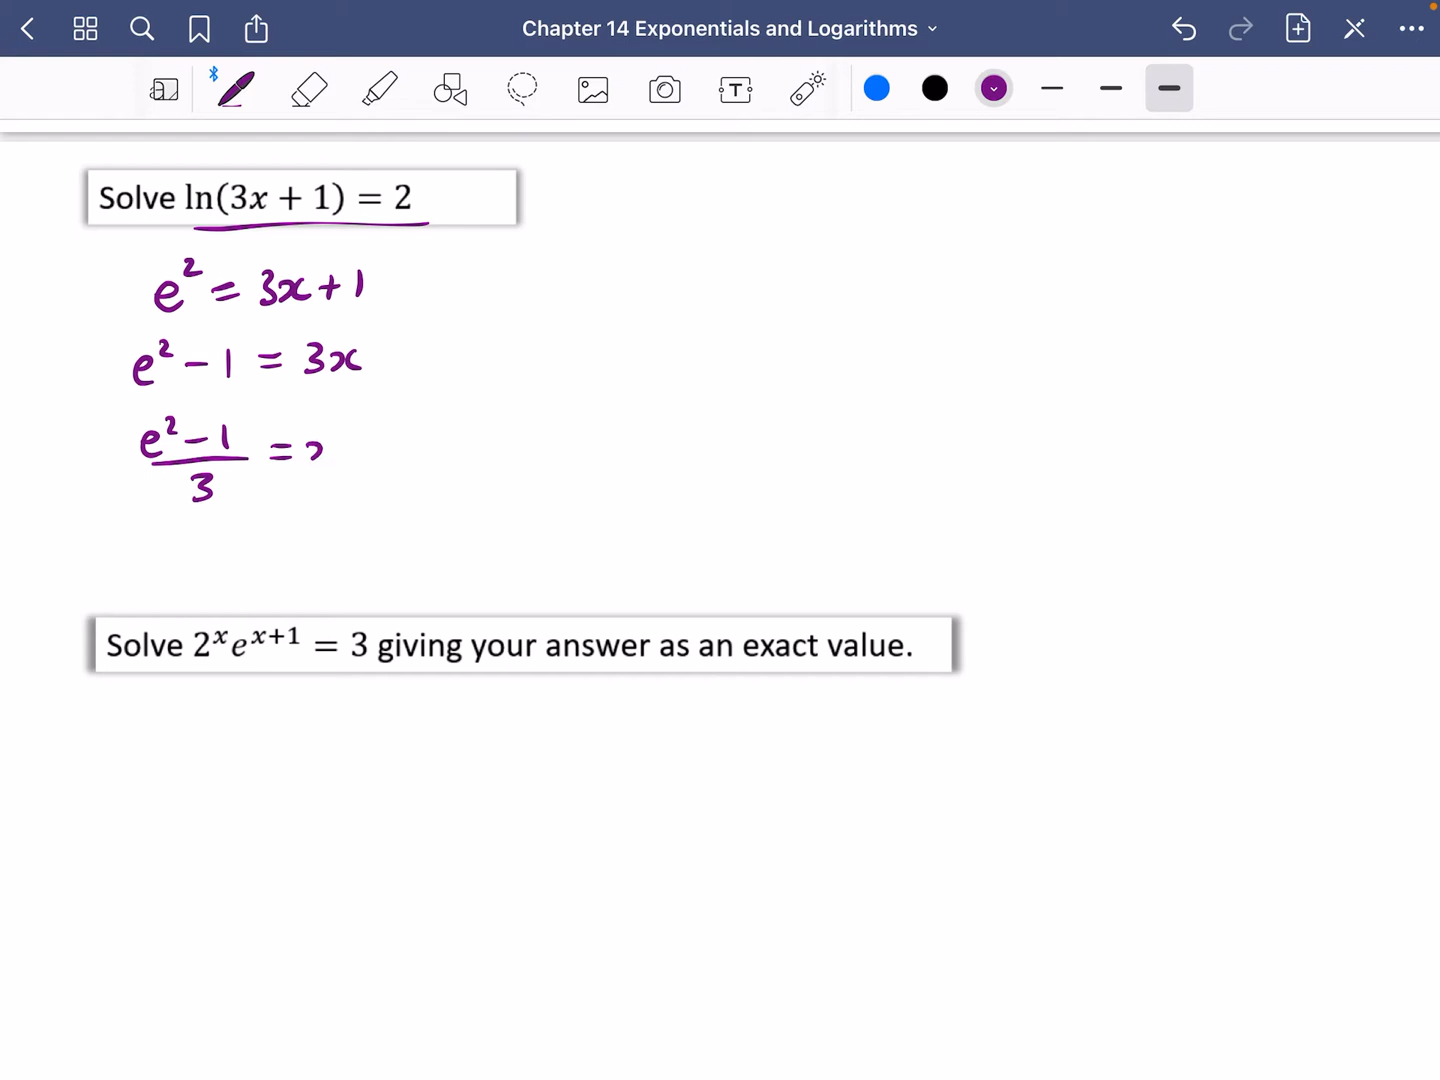 Chapter 14 Exponentials and Logarithms
Solve ln(3x + 1) = 2
e² = 3x + 1
e² − 1 = 3x
(e² − 1)/3 =
Solve 2ˣeˣ⁺¹ = 3 giving your answer as an exact value.